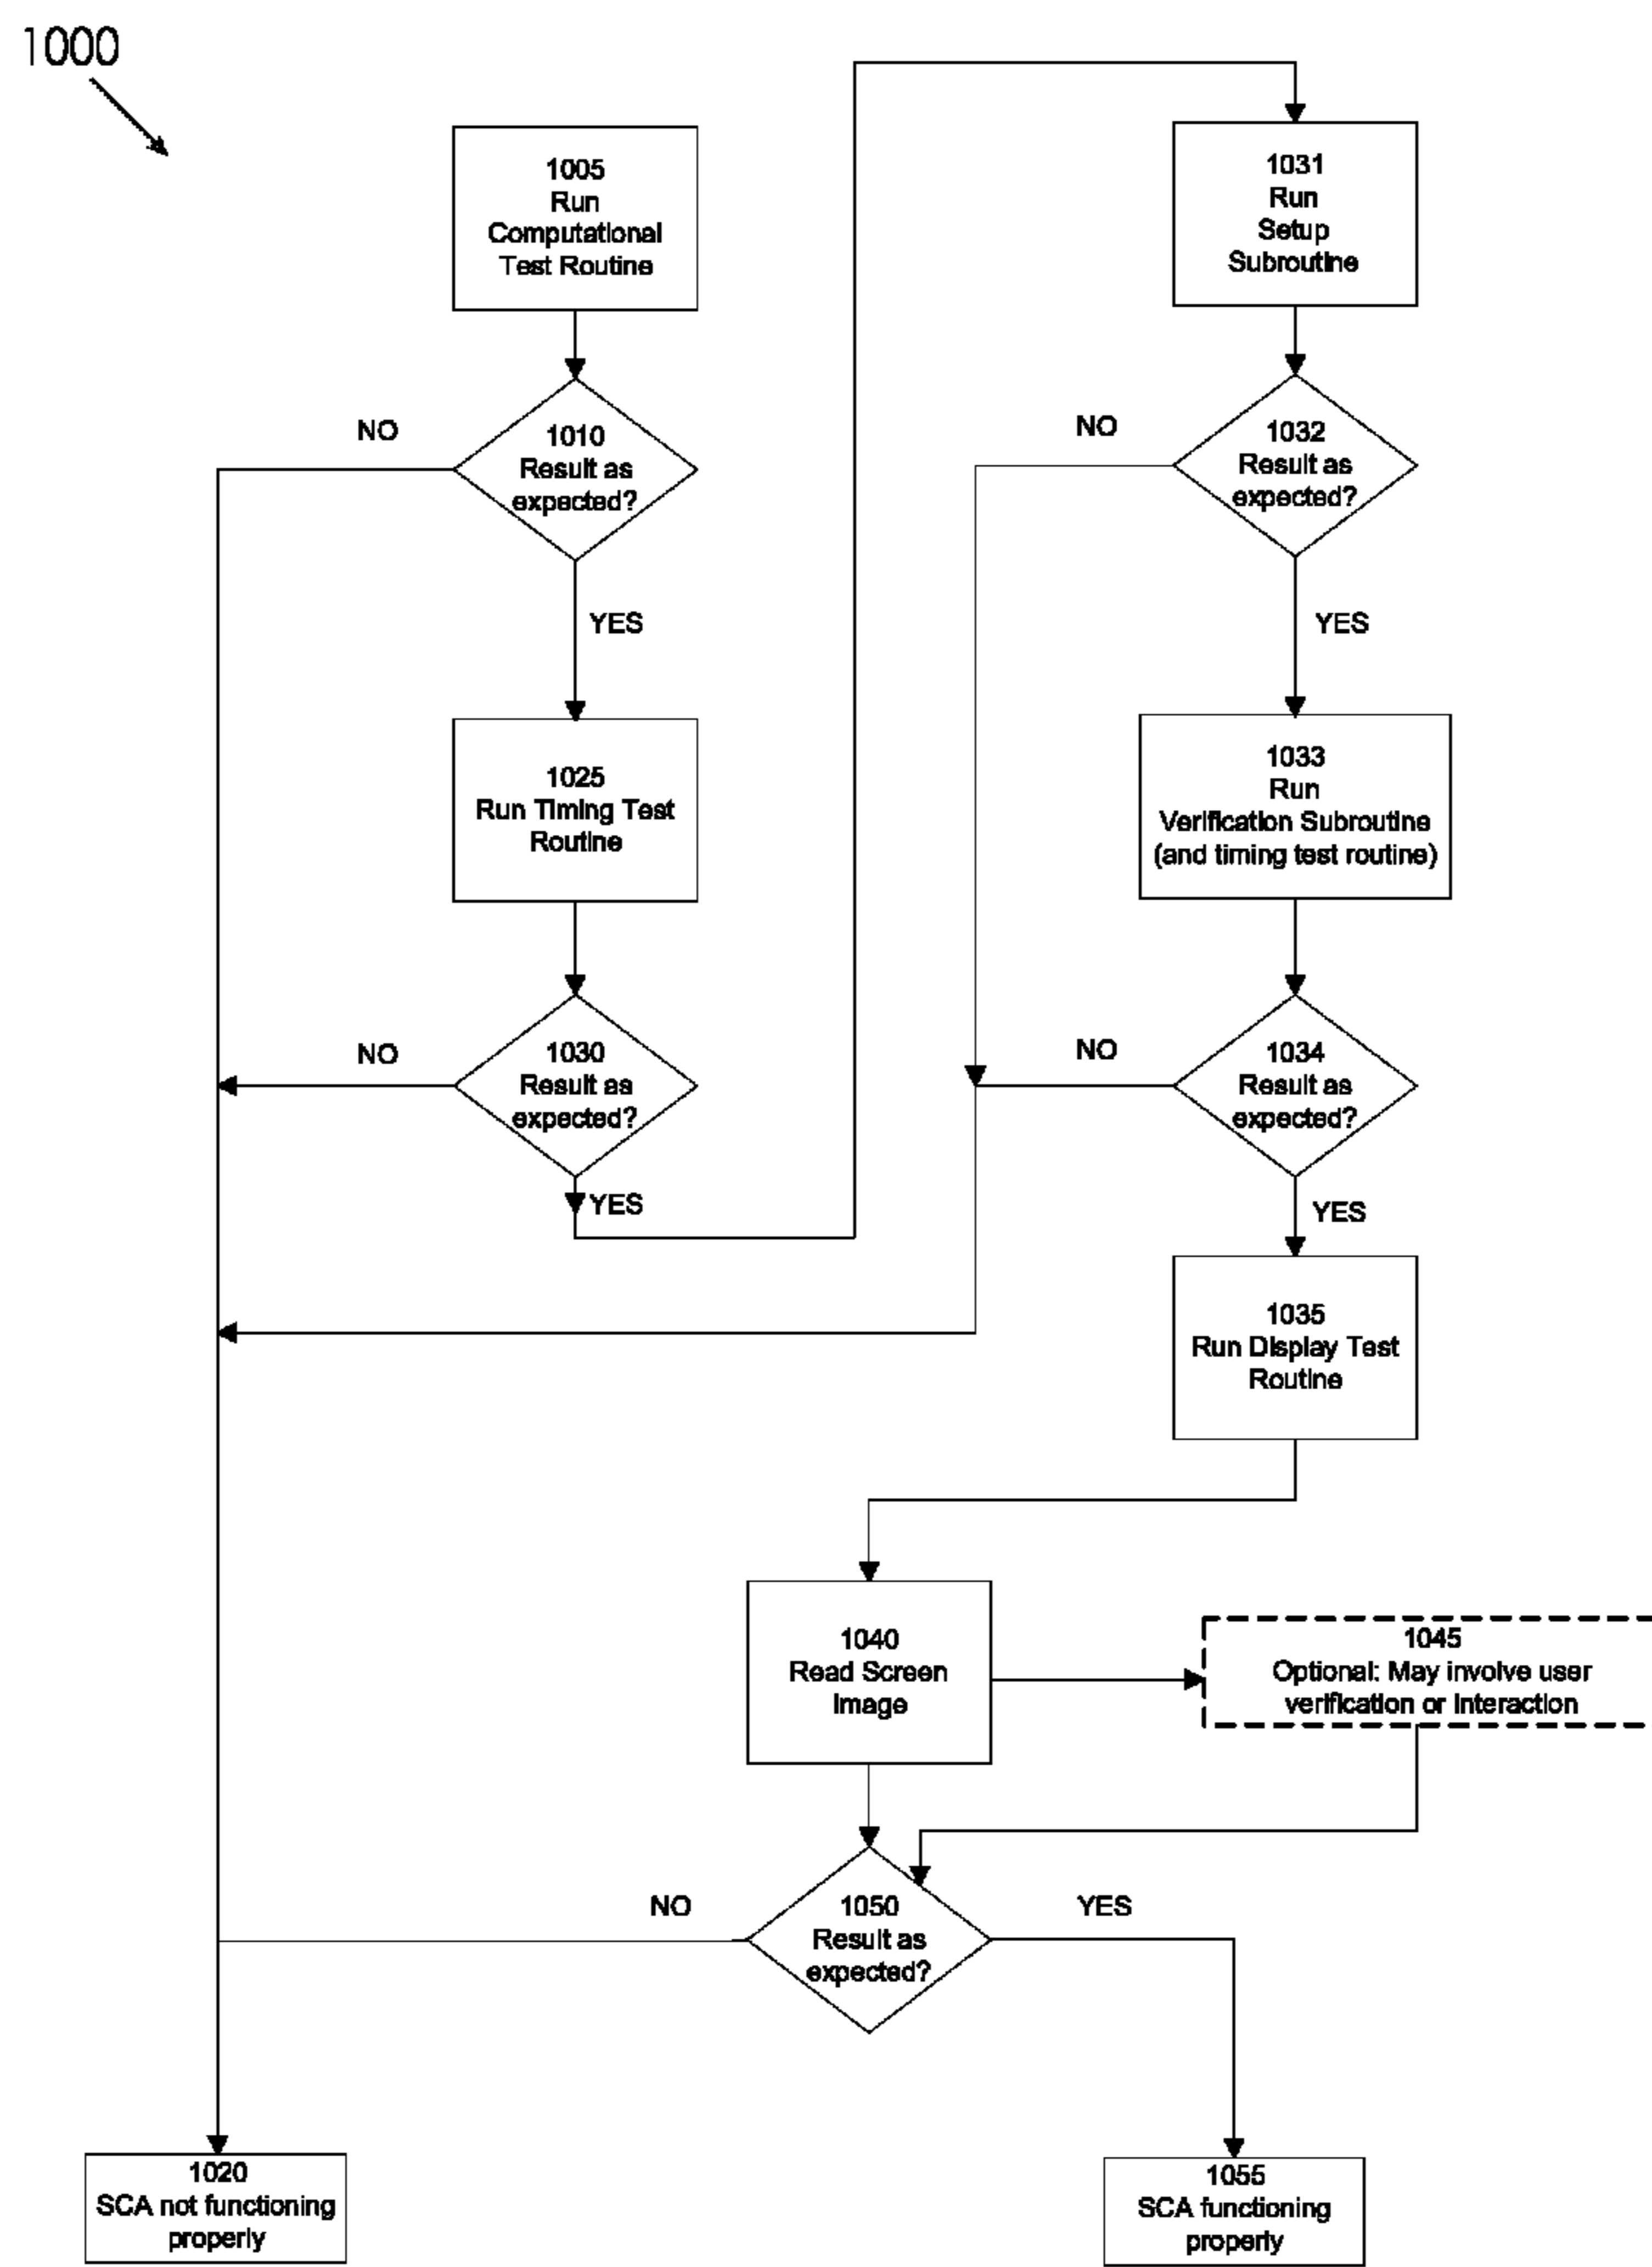 1000
1005
Run
Computational
Test Routine
1010
Result as
expected?
NO
YES
1025
Run Timing Test
Routine
1030
Result as
expected?
NO
YES
1031
Run
Setup
Subroutine
1032
Result as
expected?
NO
YES
1033
Run
Verification Subroutine
(and timing test routine)
1034
Result as
expected?
NO
YES
1035
Run Display Test
Routine
1040
Read Screen
Image
1045
Optional: May involve user
verification or interaction
1050
Result as
expected?
NO
YES
1020
SCA not functioning
properly
1055
SCA functioning
properly